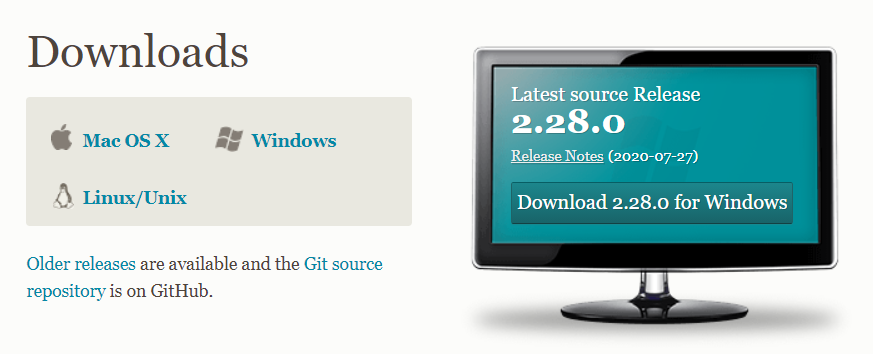 Downloads
Mac OS X
Windows
Linux/Unix
Older releases are available and the Git source
repository is on GitHub.
Latest source Release
2.28.0
Release Notes (2020-07-27)
Download 2.28.0 for Windows